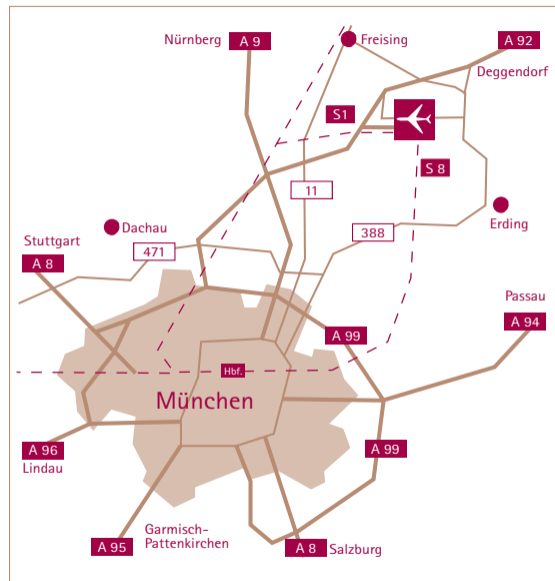 Nürnberg
A 9
Freising
A 92
Deggendorf
S1
S 8
11
Erding
388
Dachau
471
Stuttgart
A 8
Passau
A 94
A 99
Hbf.
München
A 96
Lindau
A 99
Garmisch-
Pattenkirchen
A 95
A 8
Salzburg